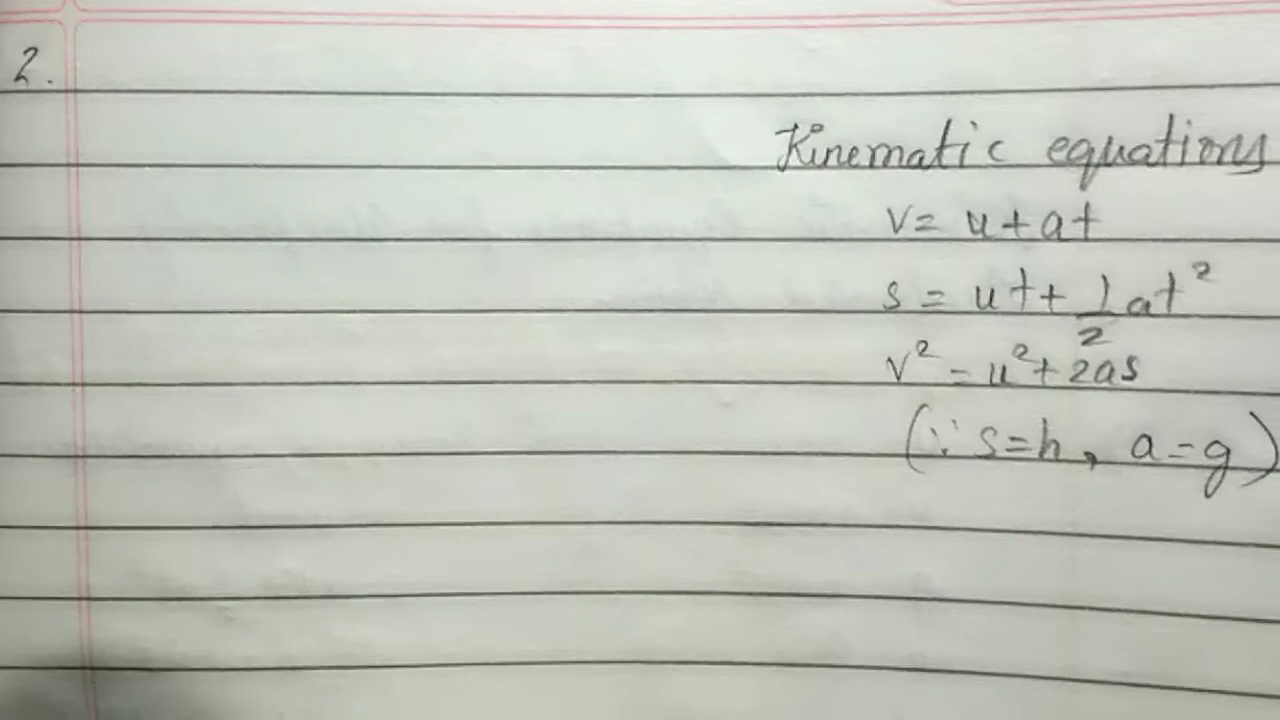 2.
Kinematic equations
v = u + at
s = ut + 1/2 at²
v² = u² + 2as
(∵ s = h, a = g)